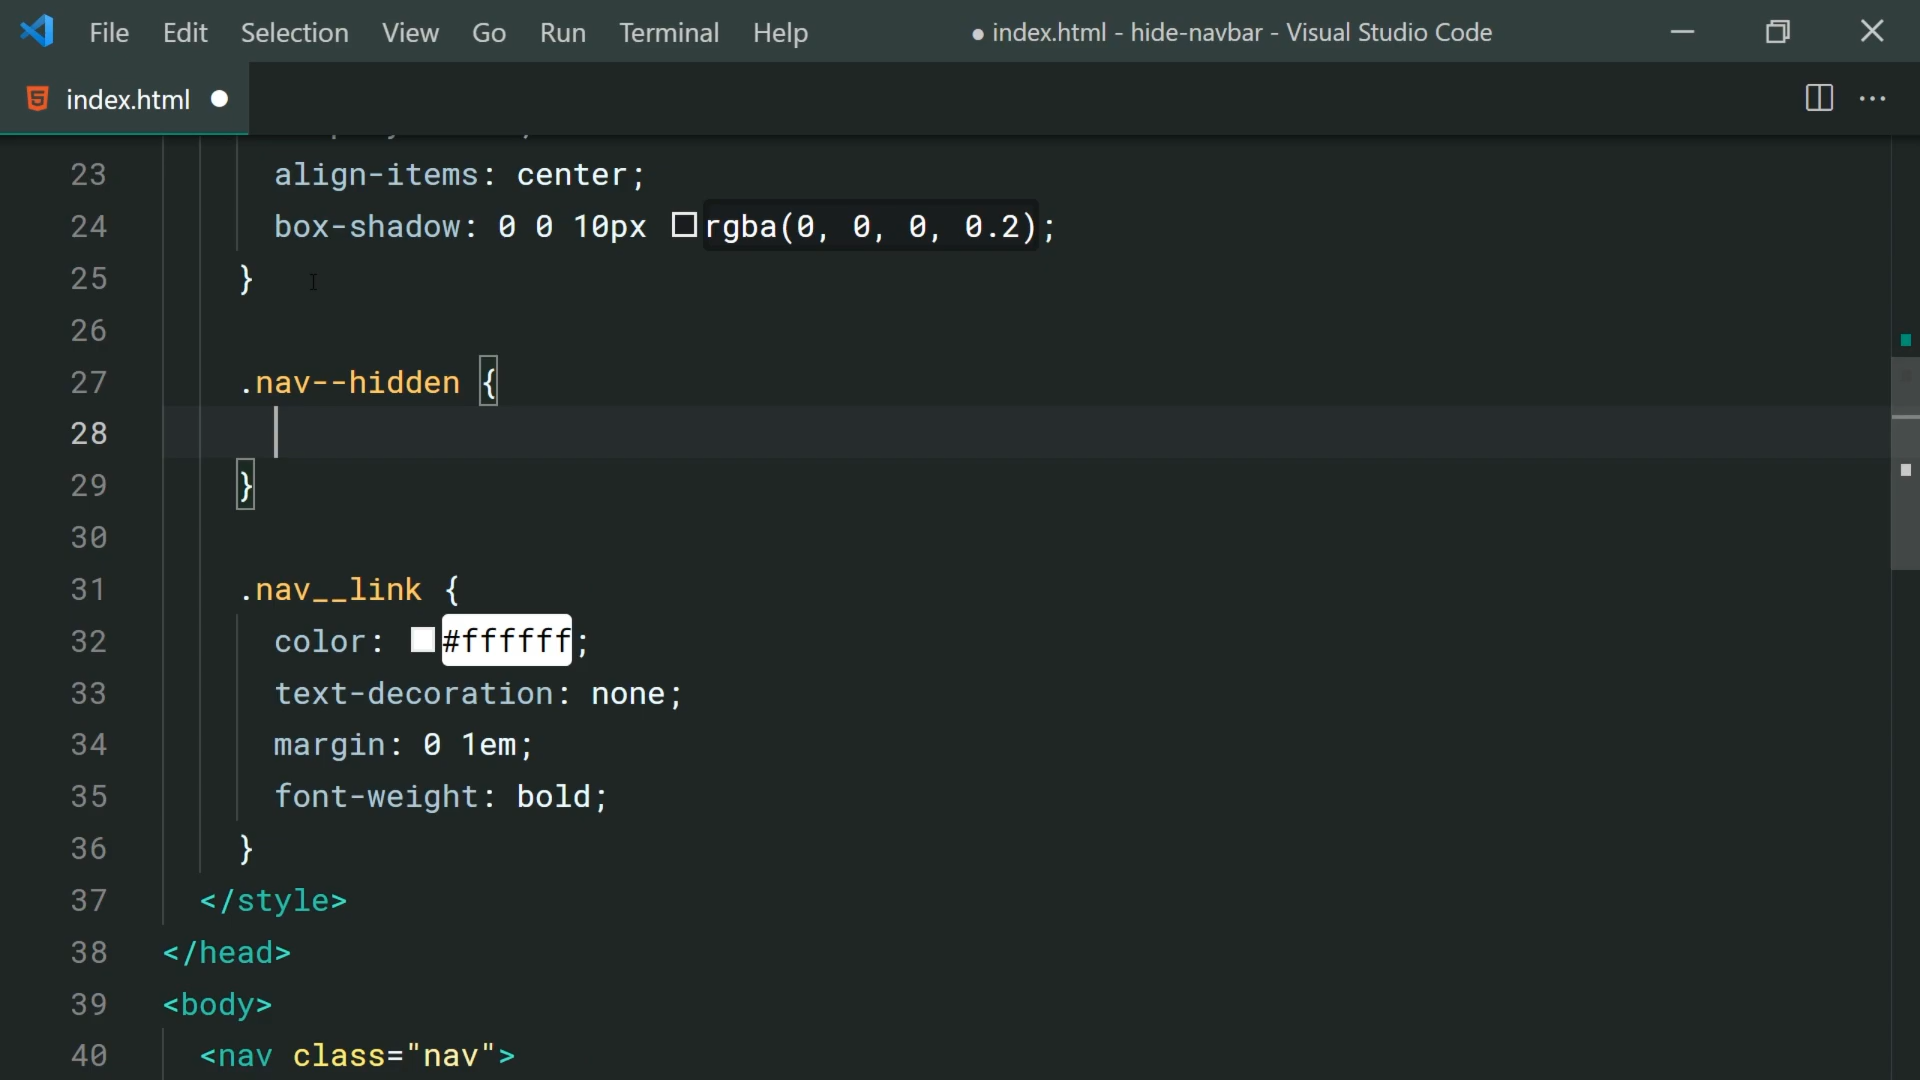 File Edit Selection View Go Run Terminal Help ● index.html - hide-navbar - Visual Studio Code
index.html
23 align-items: center;
24 box-shadow: 0 0 10px rgba(0, 0, 0, 0.2);
25 }
26
27 .nav--hidden {
28
29 }
30
31 .nav__link {
32 color: #ffffff;
33 text-decoration: none;
34 margin: 0 1em;
35 font-weight: bold;
36 }
37 </style>
38 </head>
39 <body>
40 <nav class="nav">